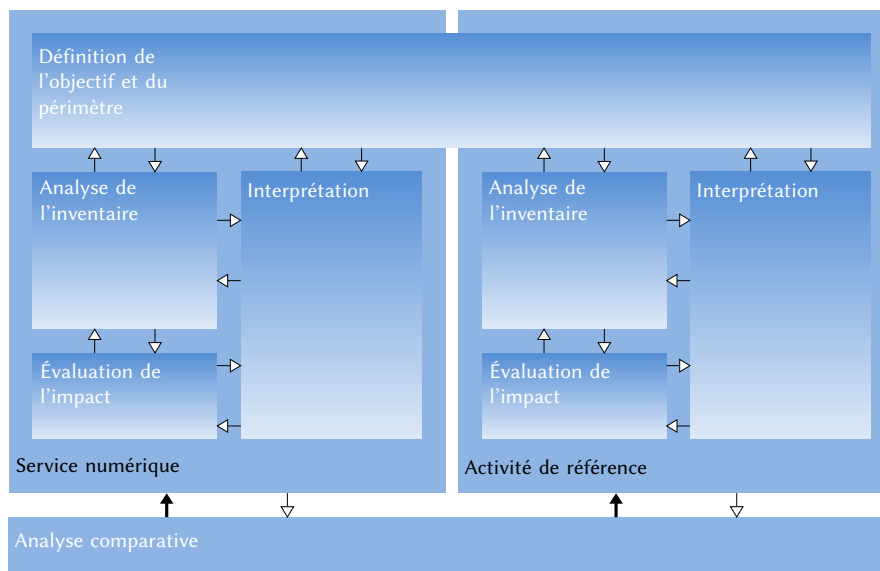 Définition de
l'objectif et du
périmètre
Analyse de
l'inventaire
Interprétation
Évaluation de
l'impact
Service numérique
Analyse de
l'inventaire
Interprétation
Évaluation de
l'impact
Activité de référence
Analyse comparative